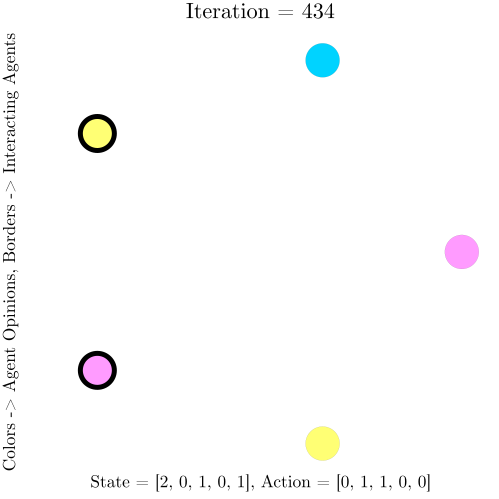 Iteration = 434
Colors -> Agent Opinions, Borders -> Interacting Agents
State = [2, 0, 1, 0, 1], Action = [0, 1, 1, 0, 0]